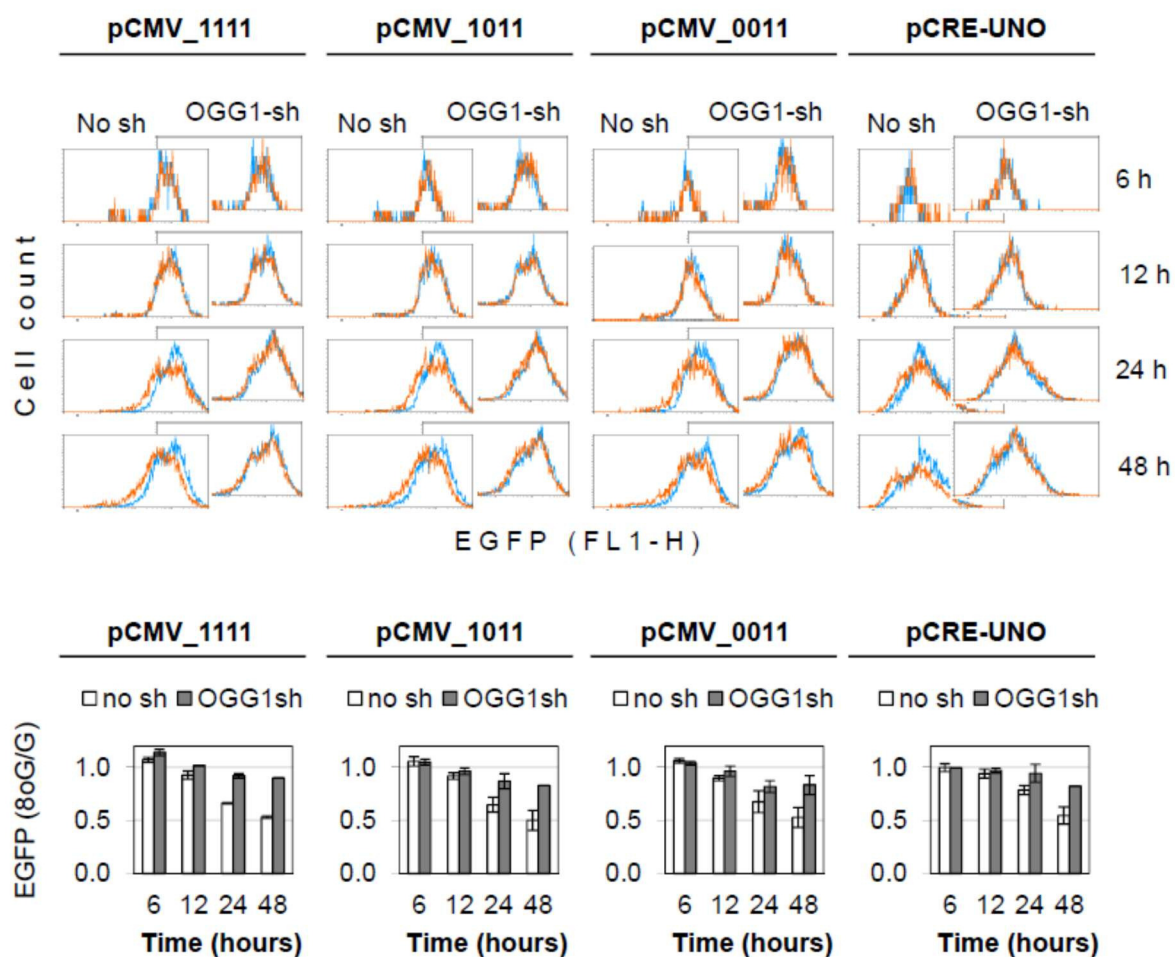 pCMV_1111 pCMV_1011 pCMV_0011 pCRE-UNO
No sh OGG1-sh No sh OGG1-sh No sh OGG1-sh No sh OGG1-sh
6 h
12 h
24 h
48 h
Cell count
EGFP (FL1-H)
pCMV_1111 pCMV_1011 pCMV_0011 pCRE-UNO
no sh OGG1sh no sh OGG1sh no sh OGG1sh no sh OGG1sh
EGFP (8oG/G)
1.0 1.0 1.0 1.0
0.5 0.5 0.5 0.5
0.0 0.0 0.0 0.0
6 12 24 48 6 12 24 48 6 12 24 48 6 12 24 48
Time (hours) Time (hours) Time (hours) Time (hours)